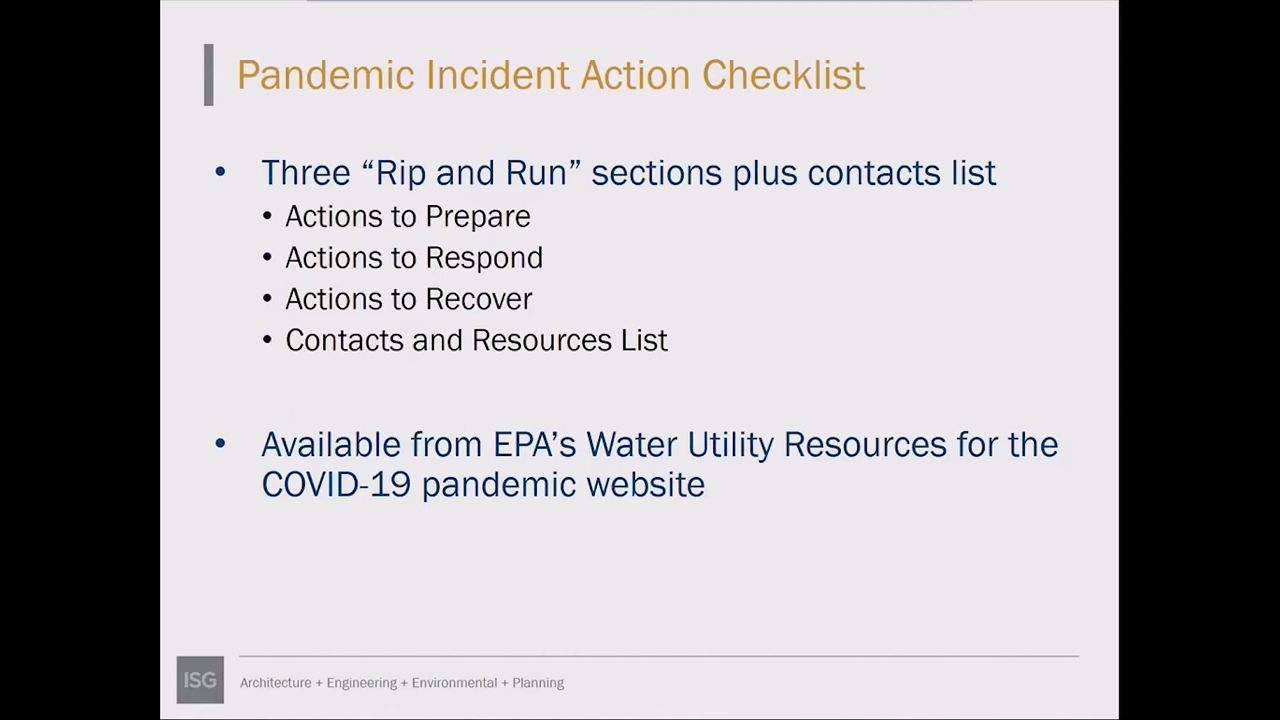 Pandemic Incident Action Checklist
• Three “Rip and Run” sections plus contacts list
• Actions to Prepare
• Actions to Respond
• Actions to Recover
• Contacts and Resources List
• Available from EPA’s Water Utility Resources for the
COVID-19 pandemic website
ISG
Architecture + Engineering + Environmental + Planning